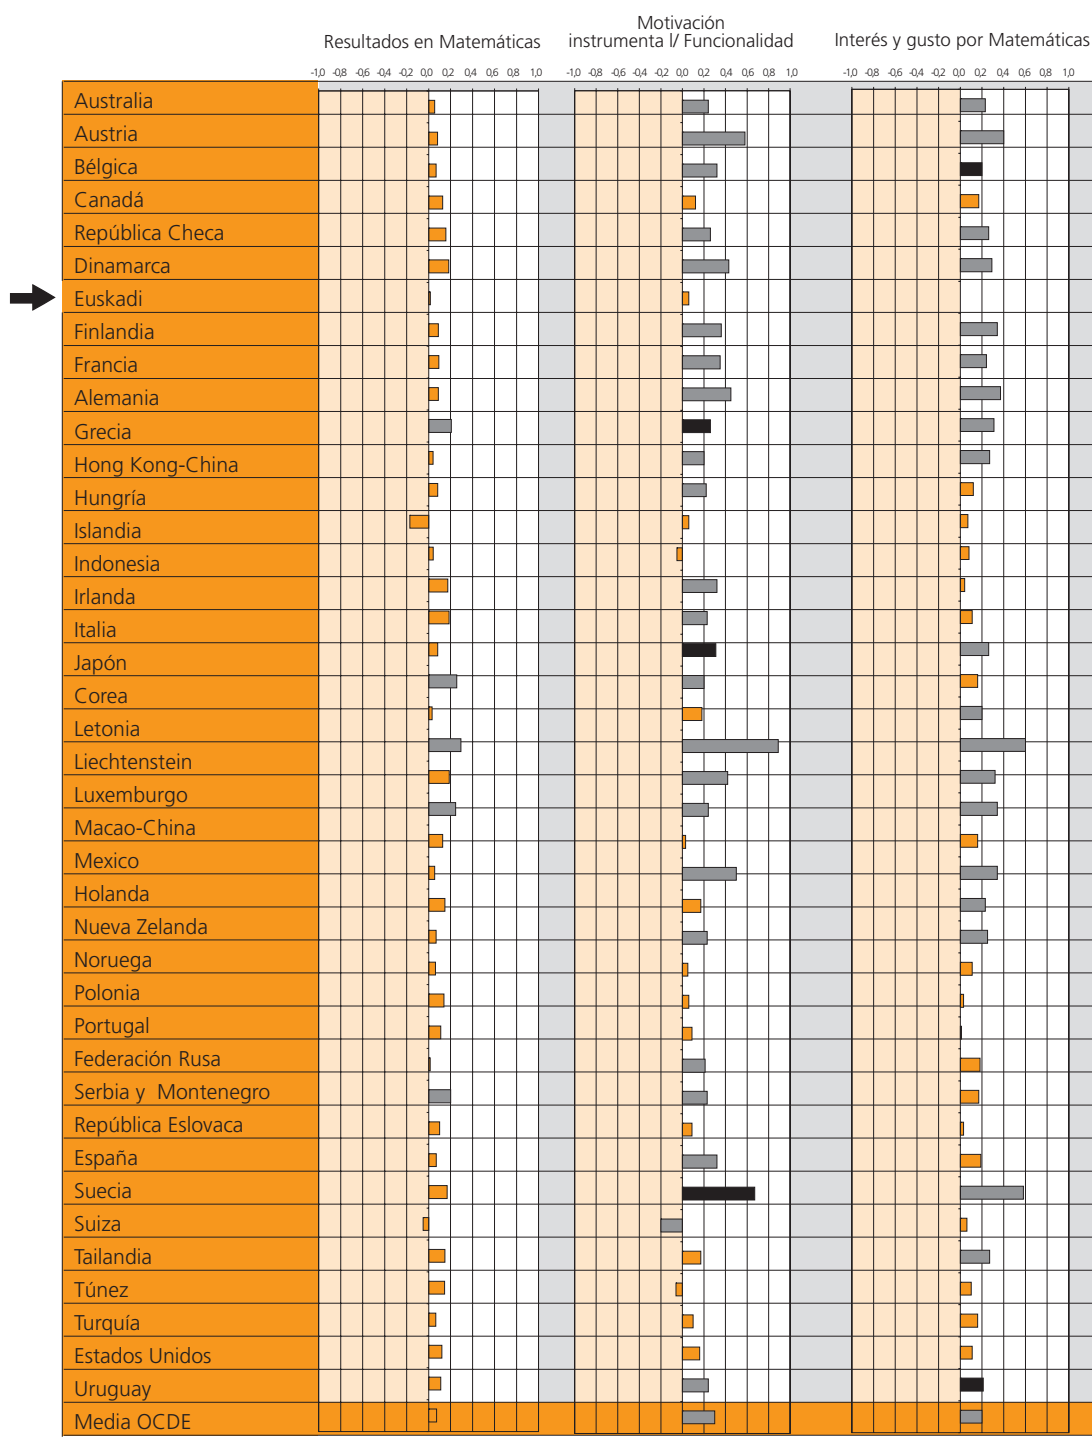 Motivación
Resultados en Matemáticas instrumenta l/ Funcionalidad Interés y gusto por Matemáticas
-1,0 -0,8 -0,6 -0,4 -0,2 0,0 0,2 0,4 0,6 0,8 1,0 -1,0 -0,8 -0,6 -0,4 -0,2 0,0 0,2 0,4 0,6 0,8 1,0 -1,0 -0,8 -0,6 -0,4 -0,2 0,0 0,2 0,4 0,6 0,8 1,0
Australia
Austria
Bélgica
Canadá
República Checa
Dinamarca
Euskadi
Finlandia
Francia
Alemania
Grecia
Hong Kong-China
Hungría
Islandia
Indonesia
Irlanda
Italia
Japón
Corea
Letonia
Liechtenstein
Luxemburgo
Macao-China
Mexico
Holanda
Nueva Zelanda
Noruega
Polonia
Portugal
Federación Rusa
Serbia y Montenegro
República Eslovaca
España
Suecia
Suiza
Tailandia
Túnez
Turquía
Estados Unidos
Uruguay
Media OCDE